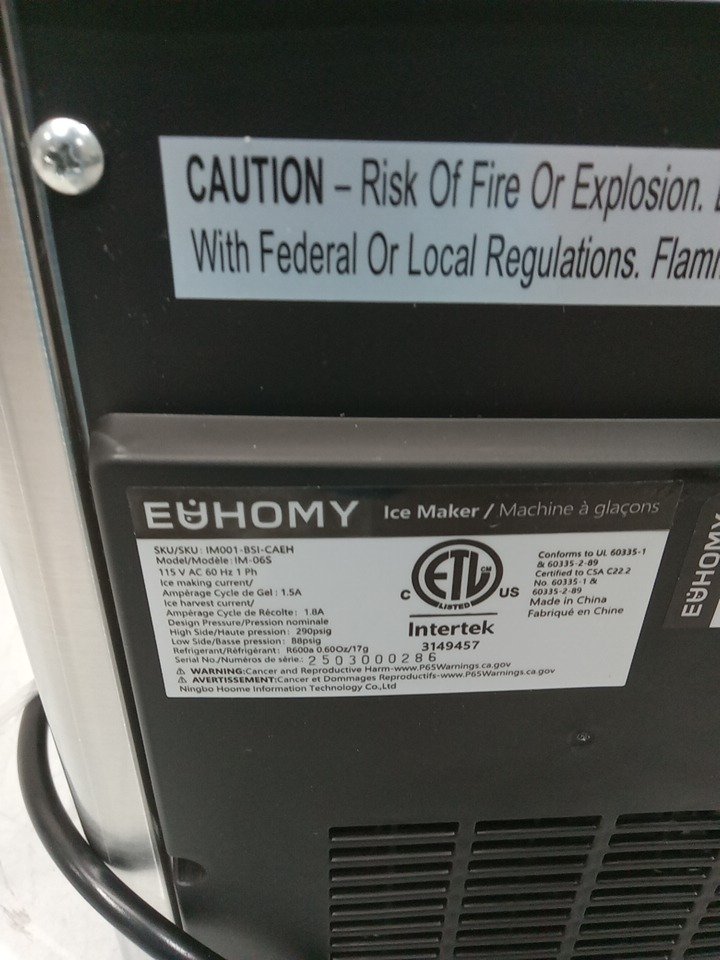 CAUTION – Risk Of Fire Or Explosion.
With Federal Or Local Regulations. Flam
EUHOMY Ice Maker / Machine à glaçons
SKU/SKU: IM001-BSI-CAEH
Model/Modèle: IM-06S
115 V AC 60 Hz 1 Ph
Ice making current/
Ampérage Cycle de Gel : 1.5A
Ice harvest current/
Ampérage Cycle de Récolte : 1.8A
Design Pressure/Pression nominale
High Side/Haute pression: 290psig
Low Side/Basse pression: 88psig
Refrigerant/Réfrigérant: R600a 0.60Oz/17g
Serial No./Numéros de série.: 2503000286
WARNING:Cancer and Reproductive Harm-www.P65Warnings.ca.gov
AVERTISSEMENT:Cancer et Dommages Reproductifs-www.P65Warnings.ca.gov
Ningbo Hoome Information Technology Co.,Ltd
C ETL CM US
LISTED
Intertek
3149457
Conforms to UL 60335-1
& 60335-2-89
Certified to CSA C22.2
No. 60335-1 &
60335-2-89
Made in China
Fabriqué en Chine
EUHOMY